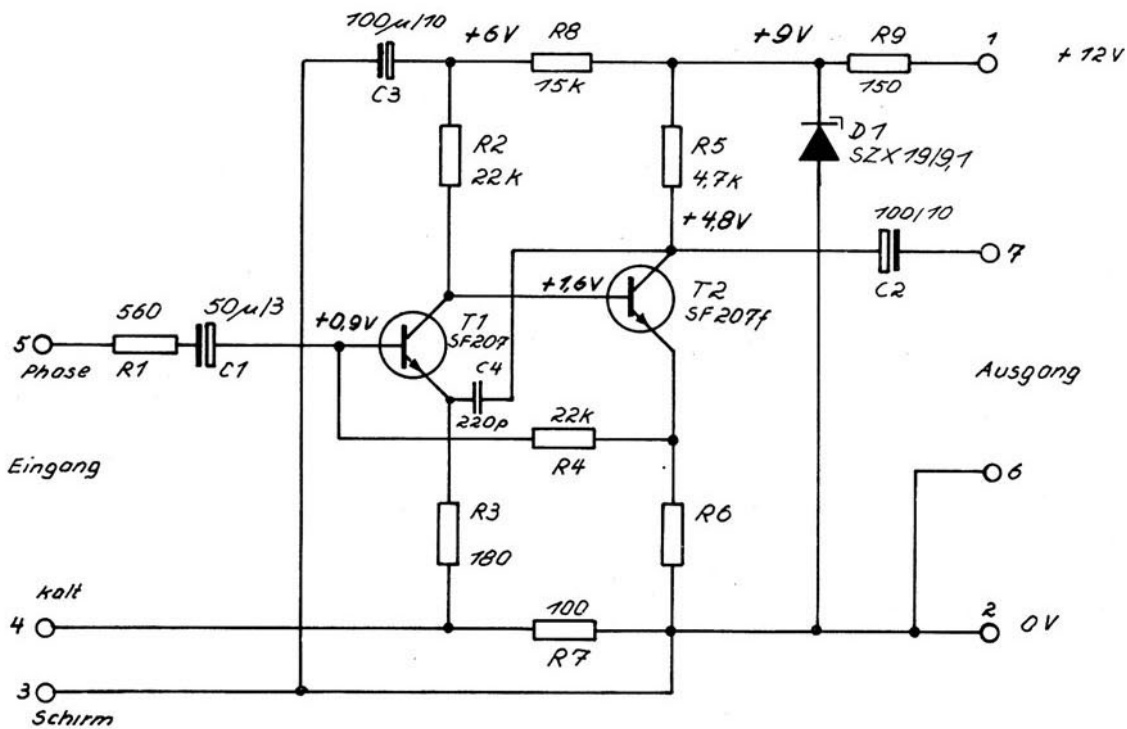 100µ/10
+6V
R8
+9V
R9
1
+12V
C3
15k
150
R2
22k
R5
4,7k
D1
SZX19/9,1
+4,8V
100/10
7
C2
+1,6V
T2
SF207f
560
50µ/3
+0,9V
T1
SF207
5
Phase
R1
C1
C4
220p
22k
R4
Ausgang
Eingang
6
R3
180
R6
kalt
4
100
R7
2
0V
3
Schirm